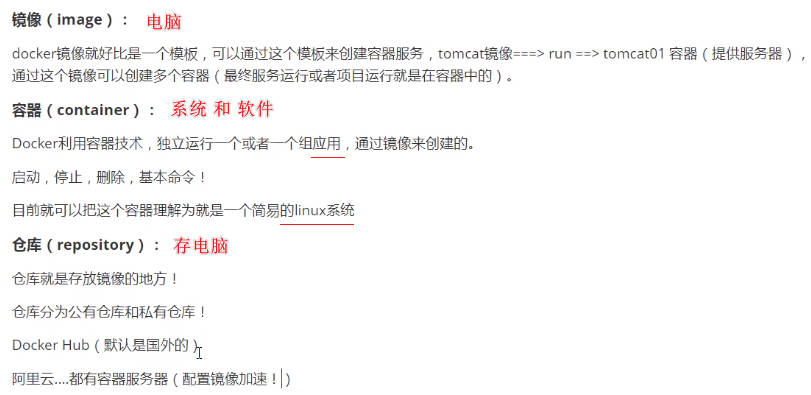 镜像（image）： 电脑
docker镜像就好比是一个模板，可以通过这个模板来创建容器服务，tomcat镜像===> run ==> tomcat01 容器（提供服务器），
通过这个镜像可以创建多个容器（最终服务运行或者项目运行就是在容器中的）。
容器（container）： 系统 和 软件
Docker利用容器技术，独立运行一个或者一个组应用，通过镜像来创建的。
启动，停止，删除，基本命令！
目前就可以把这个容器理解为就是一个简易的linux系统
仓库（repository）： 存电脑
仓库就是存放镜像的地方！
仓库分为公有仓库和私有仓库！
Docker Hub（默认是国外的）
阿里云....都有容器服务器（配置镜像加速！）